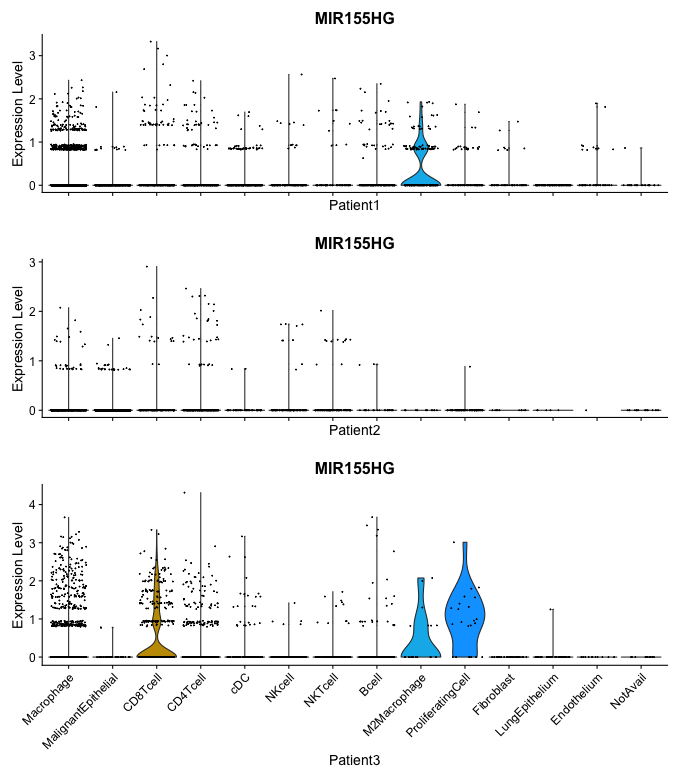 MIR155HG
Expression Level
3
2
1
0
Patient1
MIR155HG
Expression Level
3
2
1
0
Patient2
MIR155HG
Expression Level
4
3
2
1
0
Macrophage
MalignantEpithelial
CD8Tcell
CD4Tcell
cDC
NKcell
NKTcell
Bcell
M2Macrophage
ProliferatingCell
Fibroblast
LungEpithelium
Endothelium
NotAvail
Patient3